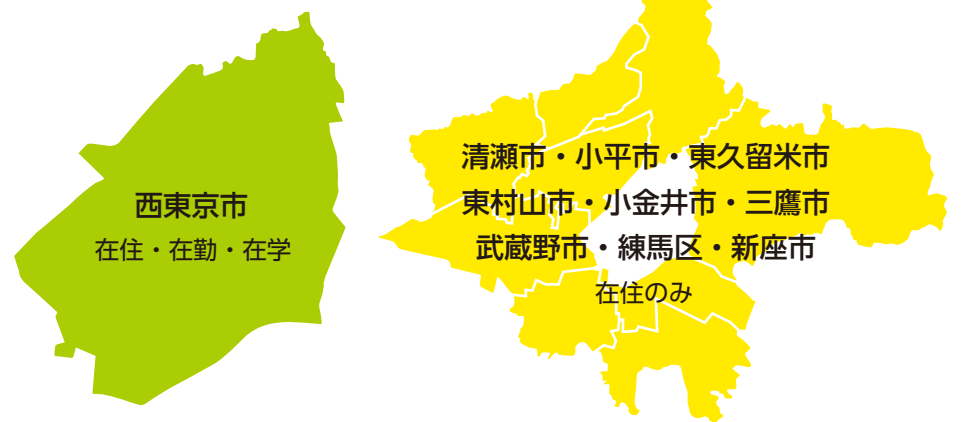 西東京市
在住・在勤・在学
清瀬市・小平市・東久留米市
東村山市・小金井市・三鷹市
武蔵野市・練馬区・新座市
在住のみ